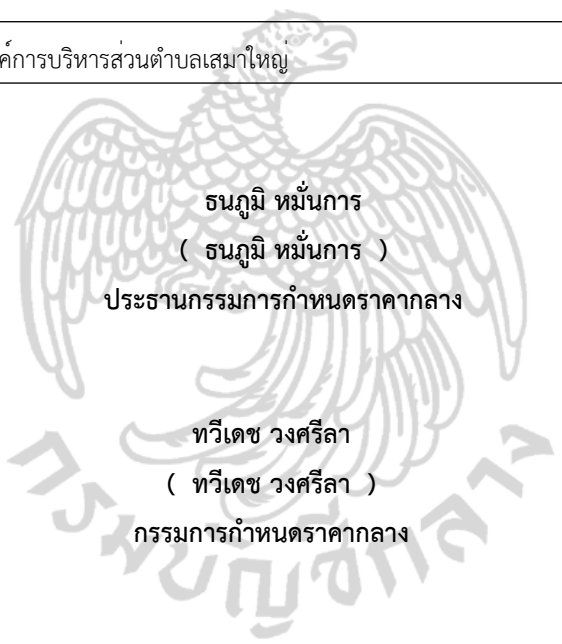 ค์การบริหารส่วนตำบลเสมาใหญ่
ธนภูมิ หมั่นการ
( ธนภูมิ หมั่นการ )
ประธานกรรมการกำหนดราคากลาง
ทวีเดช วงศรีลา
( ทวีเดช วงศรีลา )
กรรมการกำหนดราคากลาง
กรมบัญชีกลาง